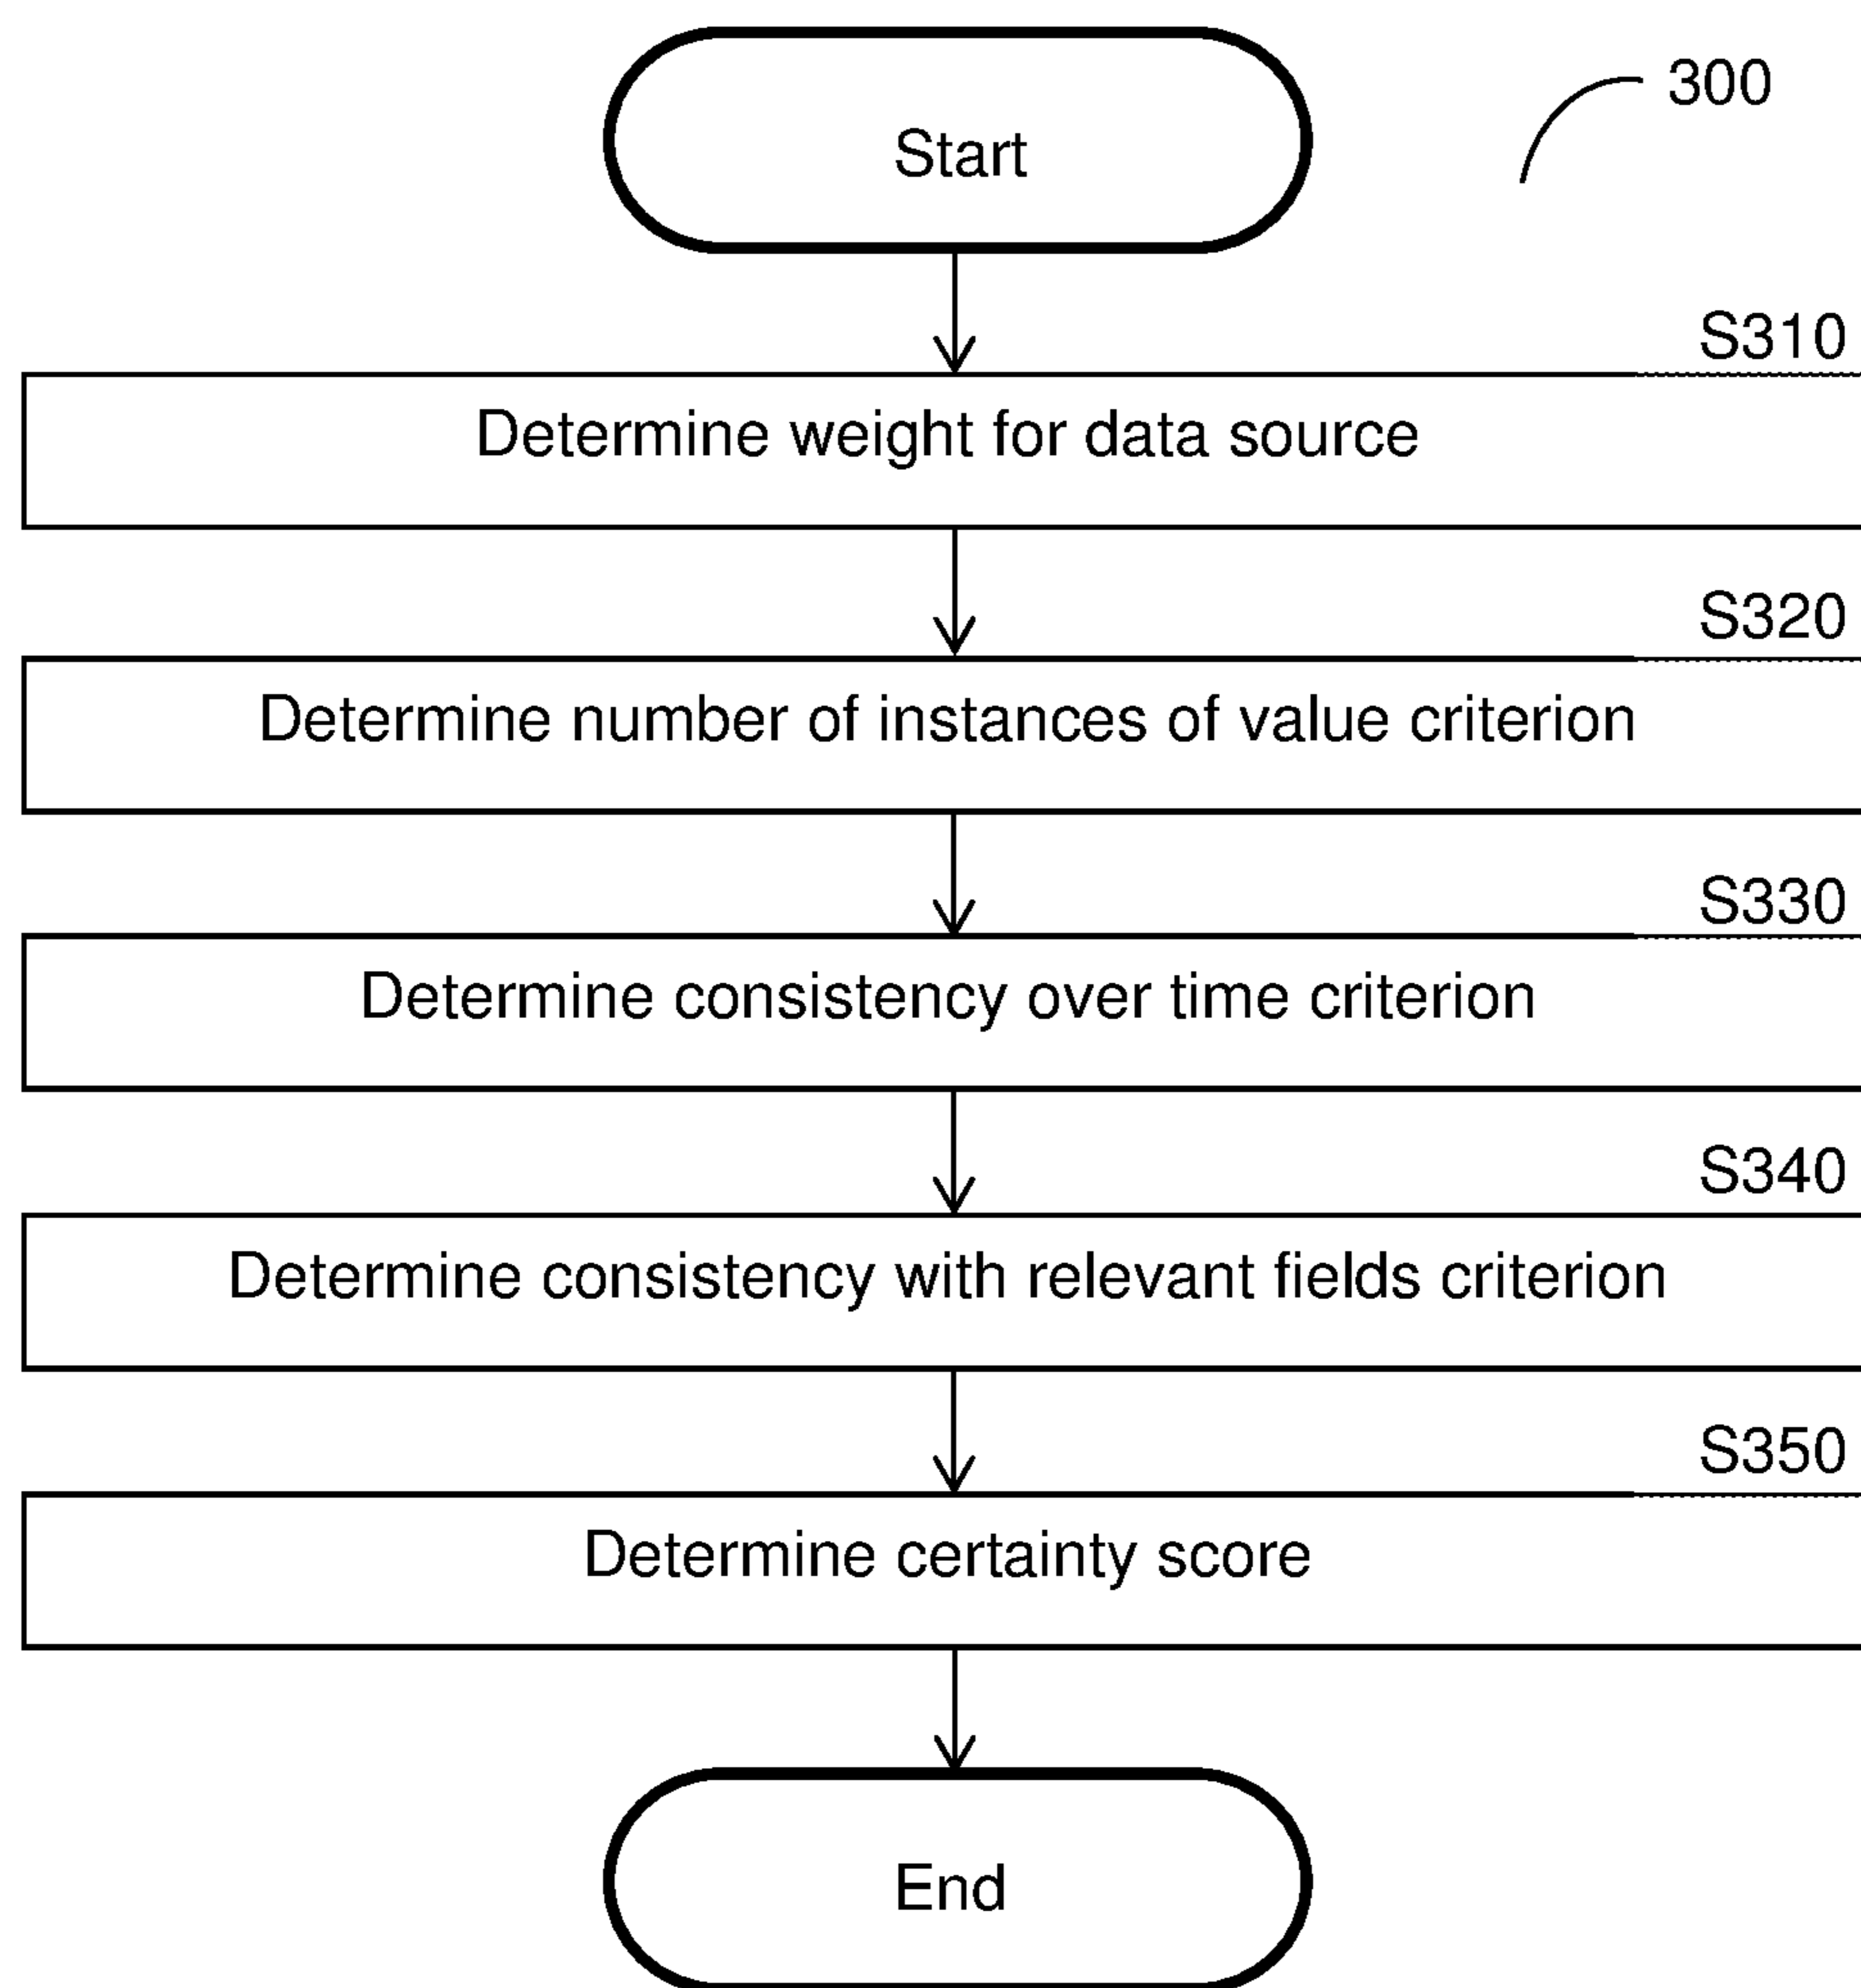 Start
300
S310
Determine weight for data source
S320
Determine number of instances of value criterion
S330
Determine consistency over time criterion
S340
Determine consistency with relevant fields criterion
S350
Determine certainty score
End